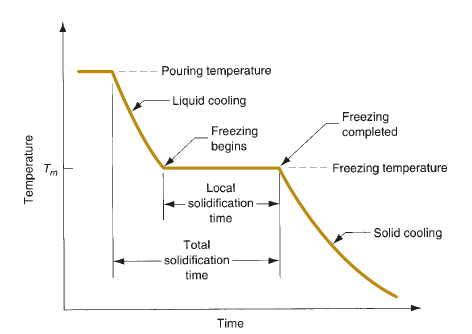 Pouring temperature
Liquid cooling
Freezing
begins
Freezing
completed
Temperature
Tm
Freezing temperature
Local
solidification
time
Solid cooling
Total
solidification
time
Time